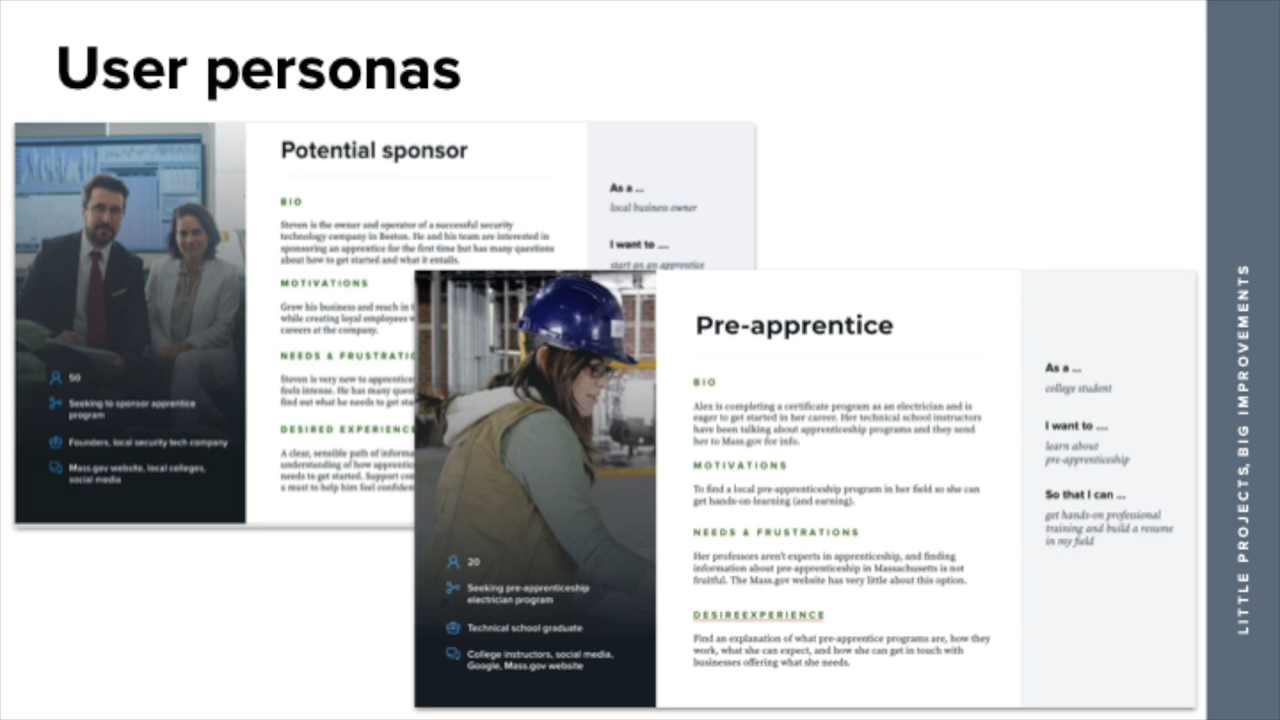 User personas
Potential sponsor
BIO
Steven is the owner and operator of a successful security
technology company in Boston. He and his team are interested in
sponsoring an apprentice for the first time but has many questions
about how to get started and what it entails.
MOTIVATIONS
Grow his business and reach in
while creating loyal employees
careers at the company.
NEEDS & FRUSTRATIO
Steven is very new to apprentice
feels intense. He has many quest
find out what he needs to get sta
DESIRED EXPERIENCE
A clear, sensible path of informa
understanding of how apprentic
needs to get started. Support
a must to help him feel confiden
50
Seeking to sponsor apprentice
program
Founders, local security tech company
Mass.gov website, local colleges,
social media
As a ...
local business owner
I want to ....
start an an apprentice
Pre-apprentice
BIO
Alex is completing a certificate program as an electrician and is
eager to get started in her career. Her technical school instructors
have been talking about apprenticeship programs and they send
her to Mass.gov for info.
MOTIVATIONS
To find a local pre-apprenticeship program in her field so she can
get hands-on-learning (and earning).
NEEDS & FRUSTRATIONS
Her professors aren't experts in apprenticeship, and finding
information about pre-apprenticeship in Massachusetts is not
fruitful. The Mass.gov website has very little about this option.
DESIREEXPERIENCE
Find an explanation of what pre-apprentice programs are, how they
work, what she can expect, and how she can get in touch with
businesses offering what she needs.
20
Seeking pre-apprenticeship
electrician program
Technical school graduate
College instructors, social media,
Google, Mass.gov website
As a ...
college student
I want to ....
learn about
pre-apprenticeship
So that I can ...
get hands-on professional
training and build a resume
in my field
LITTLE PROJECTS, BIG IMPROVEMENTS